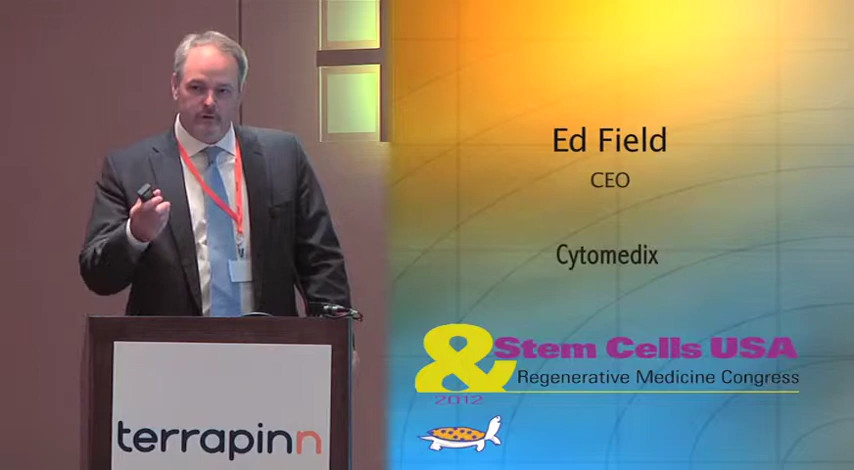 Ed Field
CEO
Cytomedix
& Stem Cells USA
Regenerative Medicine Congress
2012
terrapinn